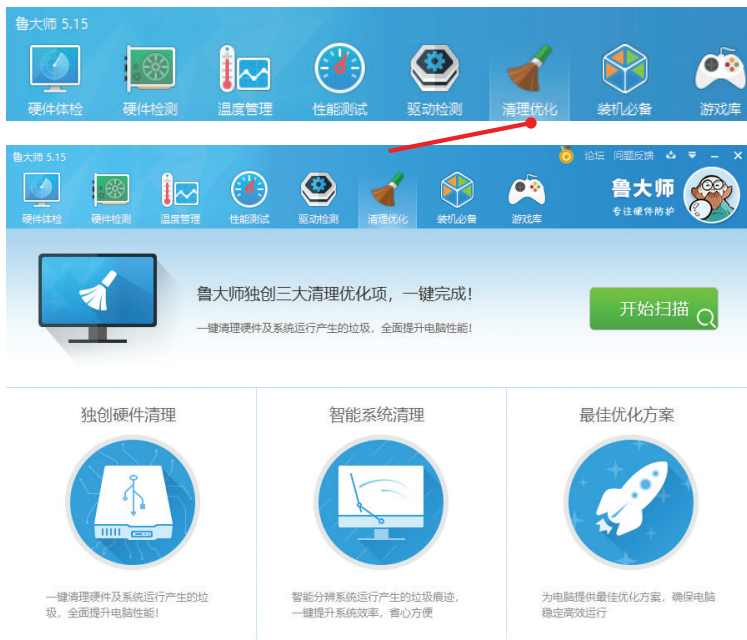 鲁大师 5.15
硬件体检 硬件检测 温度管理 性能测试 驱动检测 清理优化 装机必备 游戏库
鲁大师 5.15 论坛 问题反馈
硬件体检 硬件检测 温度管理 性能测试 驱动检测 清理优化 装机必备 游戏库
鲁大师
专注硬件防护
鲁大师独创三大清理优化项，一键完成！
一键清理硬件及系统运行产生的垃圾，全面提升电脑性能！
开始扫描
独创硬件清理 智能系统清理 最佳优化方案
一键清理硬件及系统运行产生的垃
圾，全面提升电脑性能！
智能分辨系统运行产生的垃圾痕迹，
一键提升系统效率，省心方便
为电脑提供最佳优化方案，确保电脑
稳定高效运行